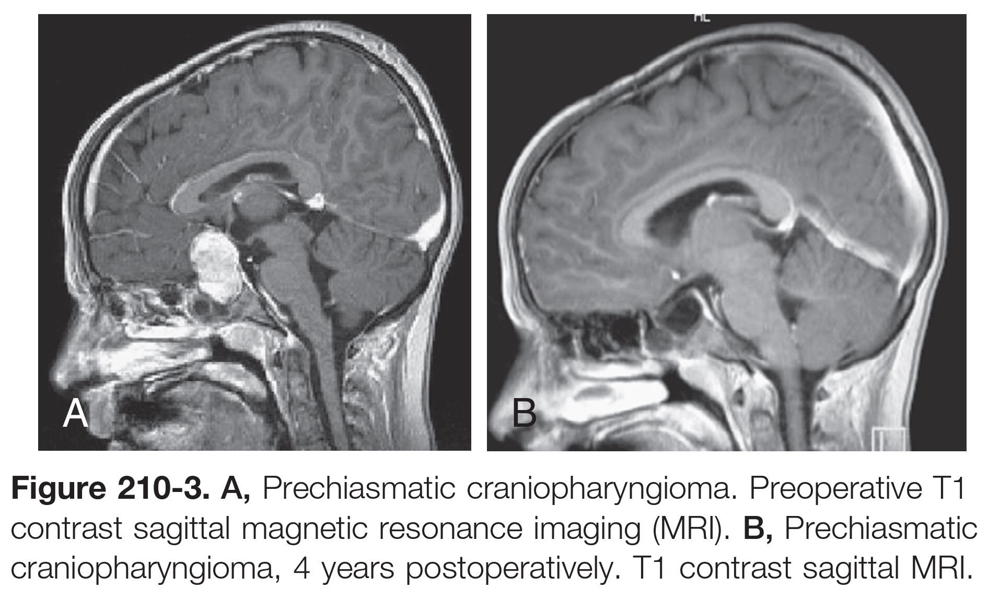 A
B
Figure 210-3. A, Prechiasmatic craniopharyngioma. Preoperative T1
contrast sagittal magnetic resonance imaging (MRI). B, Prechiasmatic
craniopharyngioma, 4 years postoperatively. T1 contrast sagittal MRI.